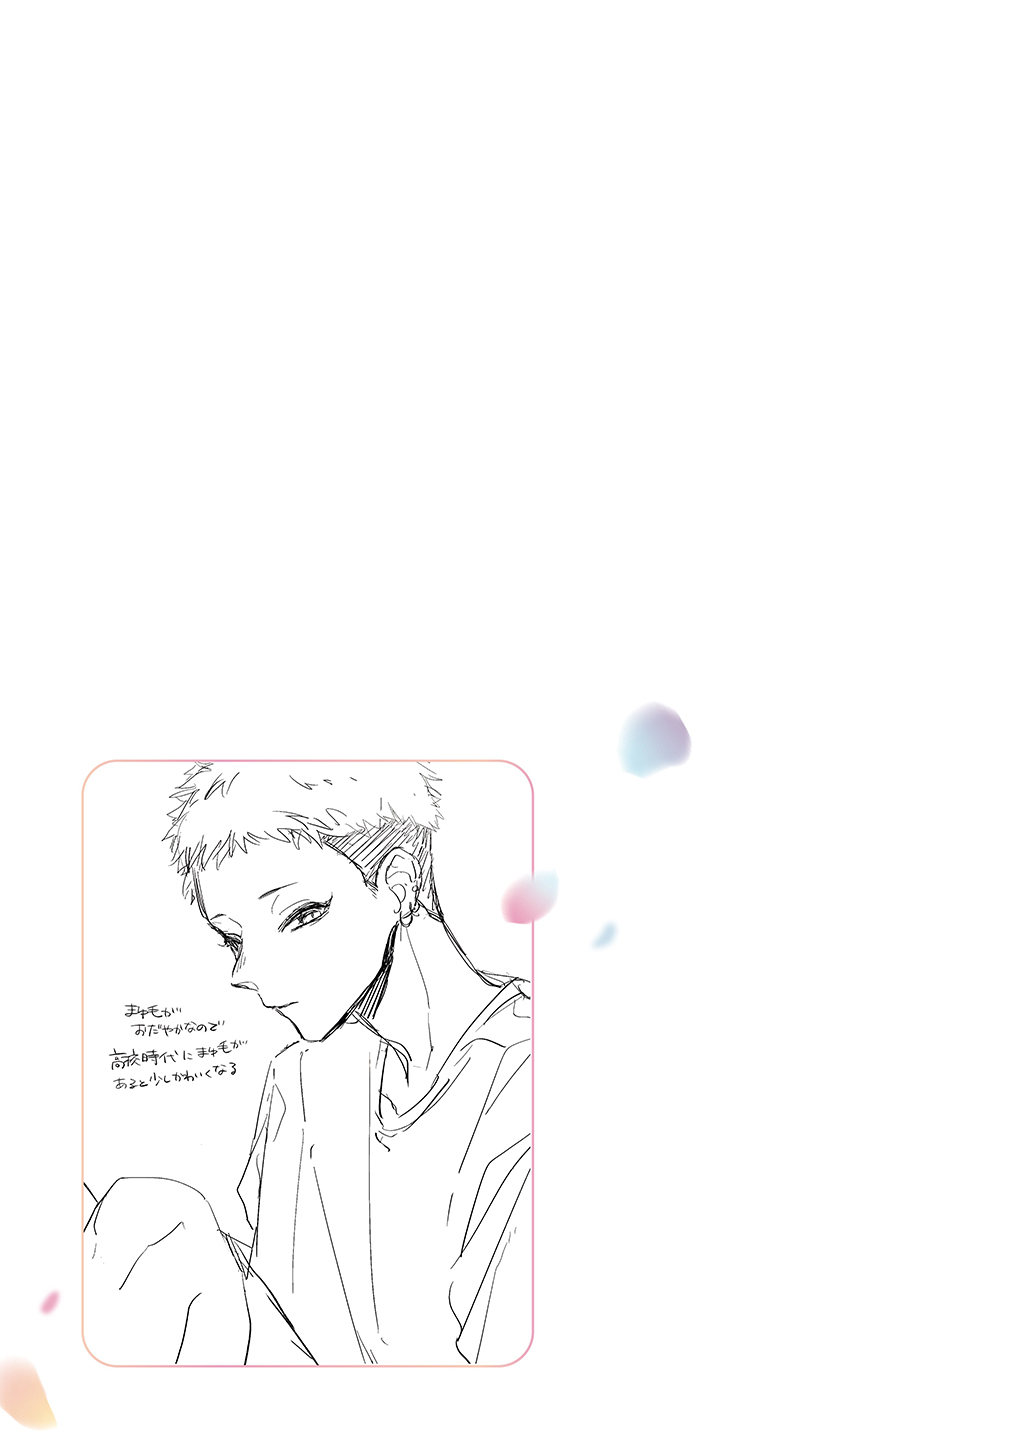 まゆ毛が
おだやかなので
高校時代にまゆ毛が
あると少しかわいくなる